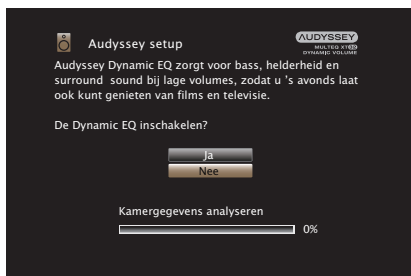 Audyssey setup
AUDYSSEY
MULTEQ XT32
DYNAMIC VOLUME
Audyssey Dynamic EQ zorgt voor bass, helderheid en
surround sound bij lage volumes, zodat u 's avonds laat
ook kunt genieten van films en televisie.
De Dynamic EQ inschakelen?
Ja
Nee
Kamergegevens analyseren
0%